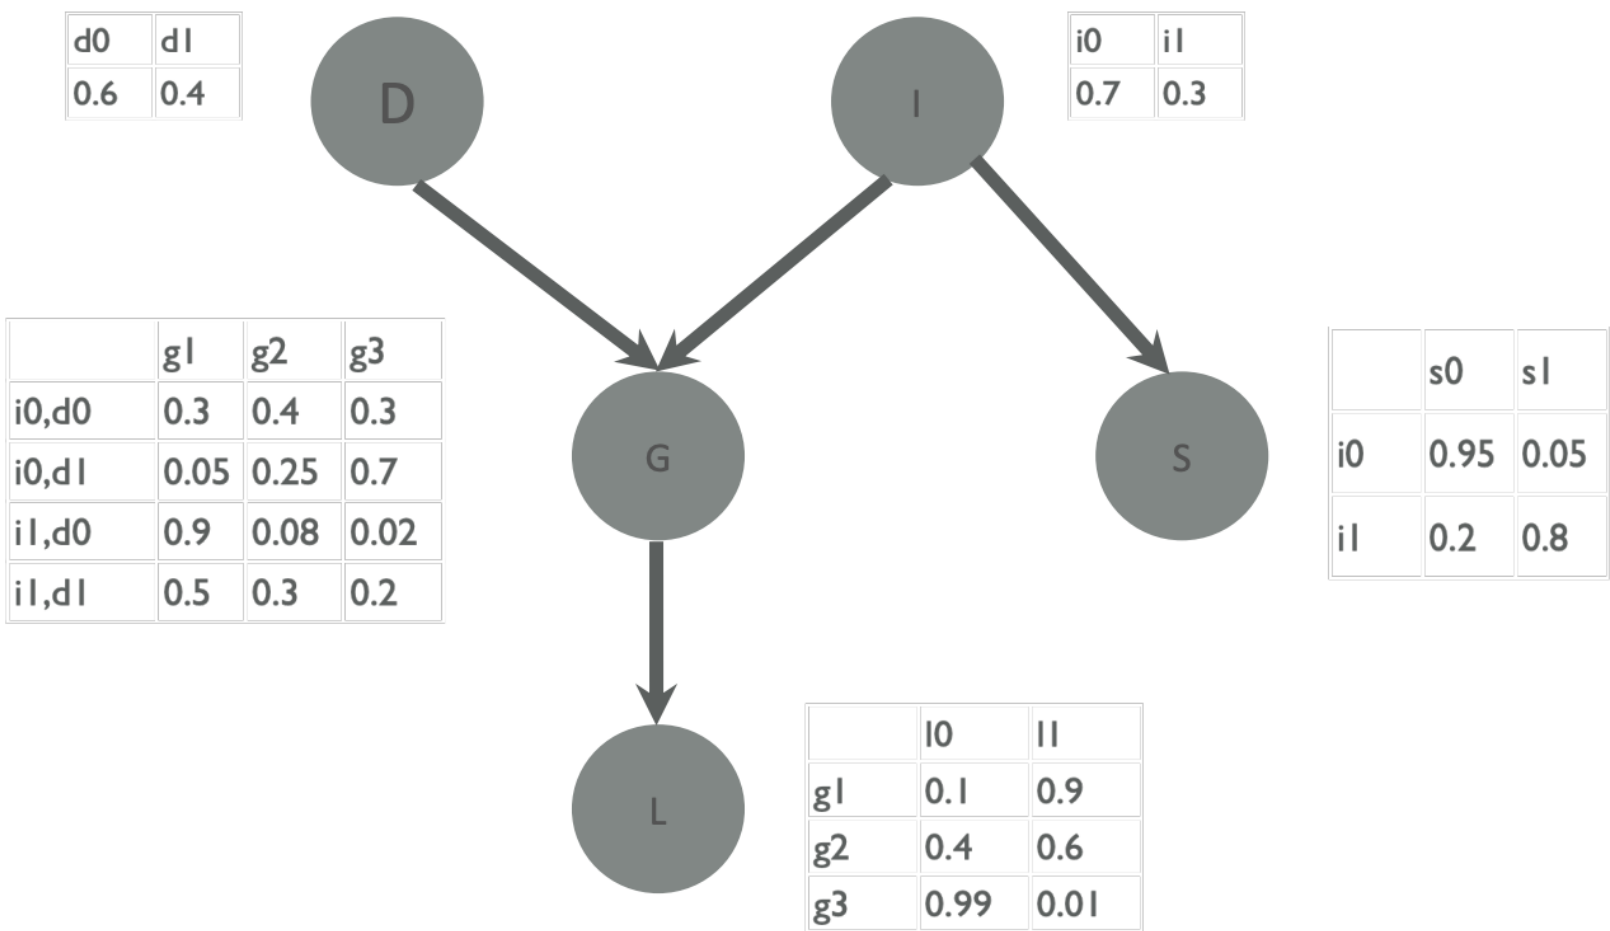 d0 d1
0.6 0.4
D
I
i0 i1
0.7 0.3
g1 g2 g3
i0,d0 0.3 0.4 0.3
i0,d1 0.05 0.25 0.7
i1,d0 0.9 0.08 0.02
i1,d1 0.5 0.3 0.2
G
S
s0 s1
i0 0.95 0.05
i1 0.2 0.8
L
l0 l1
g1 0.1 0.9
g2 0.4 0.6
g3 0.99 0.01